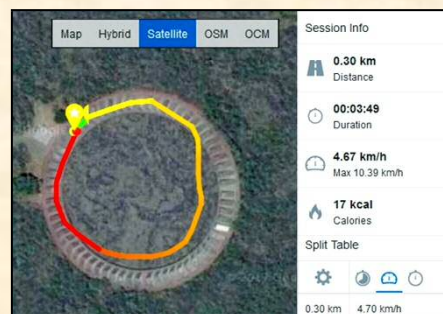 Map Hybrid Satellite OSM OCM
Session Info
0.30 km
Distance
00:03:49
Duration
4.67 km/h
Max 10.39 km/h
17 kcal
Calories
Split Table
0.30 km 4.70 km/h